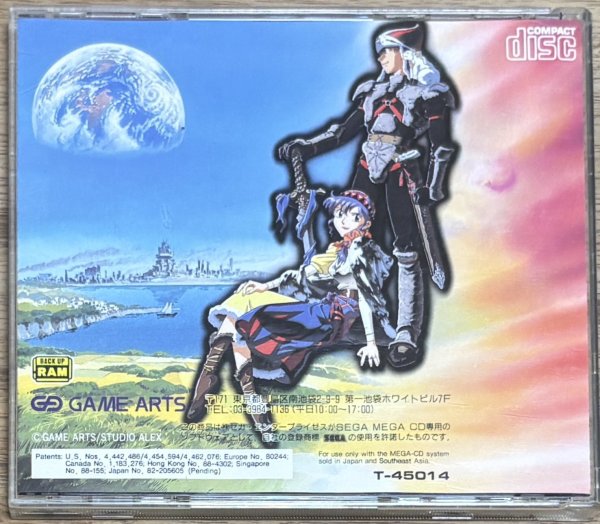 COMPACT
disc
BACK UP
RAM
GAME ARTS
〒171 東京都豊島区南池袋2-9-9 第一池袋ホワイトビル7F
TEL:03-3984-1136(平日10:00〜17:00)
この商品は(株)セガ・エンタープライゼスがSEGA MEGA CD専用の
ソフトウェアとして、自社の登録商標 SEGA の使用を許諾したものです。
©GAME ARTS/STUDIO ALEX
Patents: U.S. Nos, 4,442,486/4,454,594/4,462,076; Europe No, 80244;
Canada No, 1,183,276; Hong Kong No, 88-4302; Singapore
No, 88-155; Japan No, 82-205605 (Pending)
For use only with the MEGA-CD system
sold in Japan and Southeast Asia.
T-45014